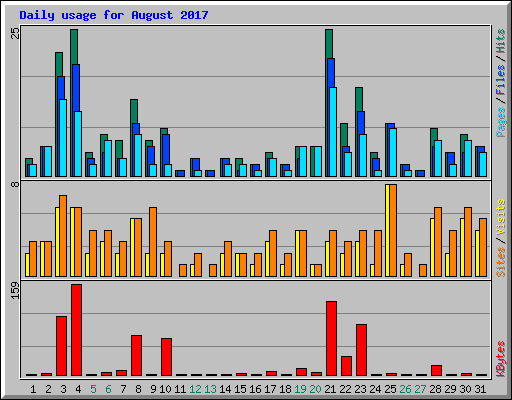 Daily usage for August 2017
25
Pages / Files / Hits
8
Sites / Visits
159
KBytes
1 2 3 4 5 6 7 8 9 10 11 12 13 14 15 16 17 18 19 20 21 22 23 24 25 26 27 28 29 30 31